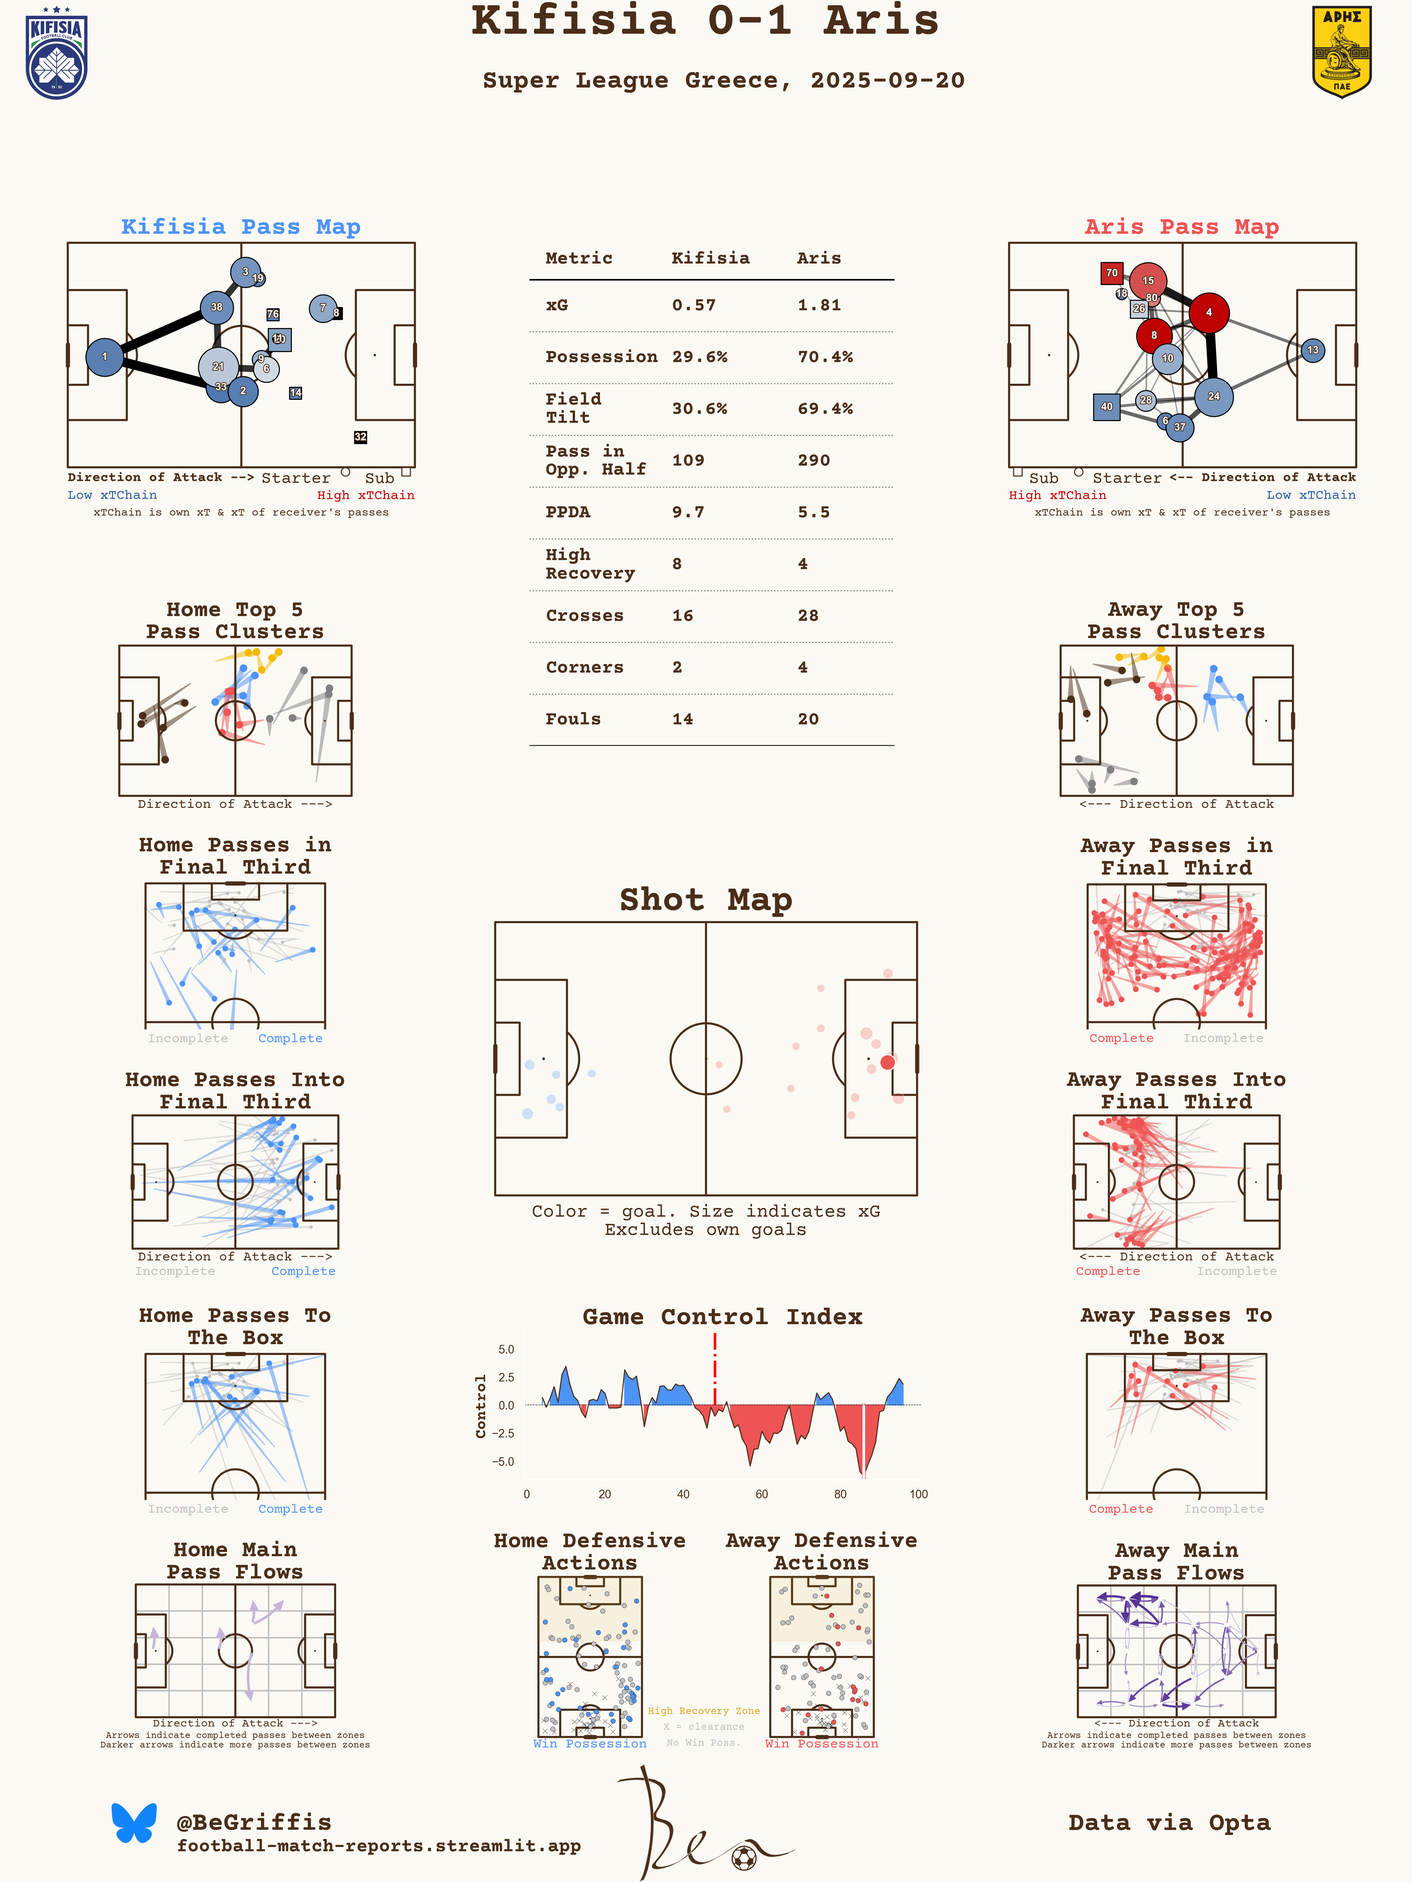 Kifisia 0-1 Aris
Super League Greece, 2025-09-20
KIFISIA
FOOTBALL CLUB
ΑΡΗΣ
ΠΑΕ
Kifisia Pass Map
3
19
38
76
7
8
1
21
9
6
33
2
14
32
Direction of Attack --> Starter Sub
Low xTChain High xTChain
xTChain is own xT & xT of receiver's passes
Metric Kifisia Aris
xG 0.57 1.81
Possession 29.6% 70.4%
Field
Tilt 30.6% 69.4%
Pass in
Opp. Half 109 290
PPDA 9.7 5.5
High
Recovery 8 4
Crosses 16 28
Corners 2 4
Fouls 14 20
Aris Pass Map
70
15
18
80
26
4
8
10
13
40
28
24
6
37
Sub Starter <-- Direction of Attack
High xTChain Low xTChain
xTChain is own xT & xT of receiver's passes
Home Top 5
Pass Clusters
Direction of Attack --->
Away Top 5
Pass Clusters
<--- Direction of Attack
Home Passes in
Final Third
Incomplete Complete
Away Passes in
Final Third
Complete Incomplete
Shot Map
Color = goal. Size indicates xG
Excludes own goals
Home Passes Into
Final Third
Direction of Attack --->
Incomplete Complete
Away Passes Into
Final Third
<--- Direction of Attack
Complete Incomplete
Home Passes To
The Box
Incomplete Complete
Game Control Index
Control
5.0
2.5
0.0
−2.5
−5.0
0 20 40 60 80 100
Away Passes To
The Box
Complete Incomplete
Home Main
Pass Flows
Direction of Attack --->
Arrows indicate completed passes between zones
Darker arrows indicate more passes between zones
Home Defensive
Actions
Win Possession
Away Defensive
Actions
Win Possession
High Recovery Zone
X = clearance
No Win Poss.
Away Main
Pass Flows
<--- Direction of Attack
Arrows indicate completed passes between zones
Darker arrows indicate more passes between zones
@BeGriffis
football-match-reports.streamlit.app
Ben
Data via Opta